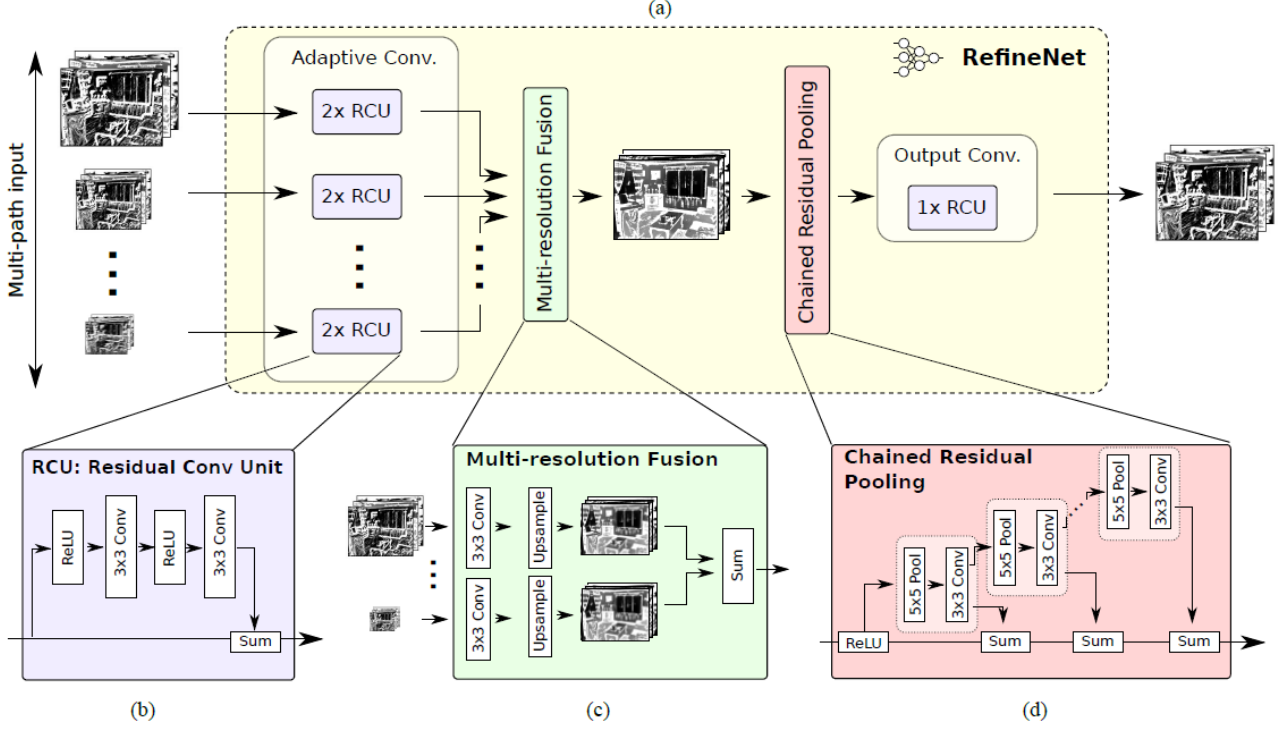 (a)
Multi-path input
Adaptive Conv.
2x RCU
2x RCU
2x RCU
Multi-resolution Fusion
Chained Residual Pooling
RefineNet
Output Conv.
1x RCU
RCU: Residual Conv Unit
ReLU
3x3 Conv
ReLU
3x3 Conv
Sum
Multi-resolution Fusion
3x3 Conv
Upsample
3x3 Conv
Upsample
Sum
Chained Residual
Pooling
ReLU
5x5 Pool
3x3 Conv
5x5 Pool
3x3 Conv
5x5 Pool
3x3 Conv
Sum
Sum
Sum
(b)
(c)
(d)